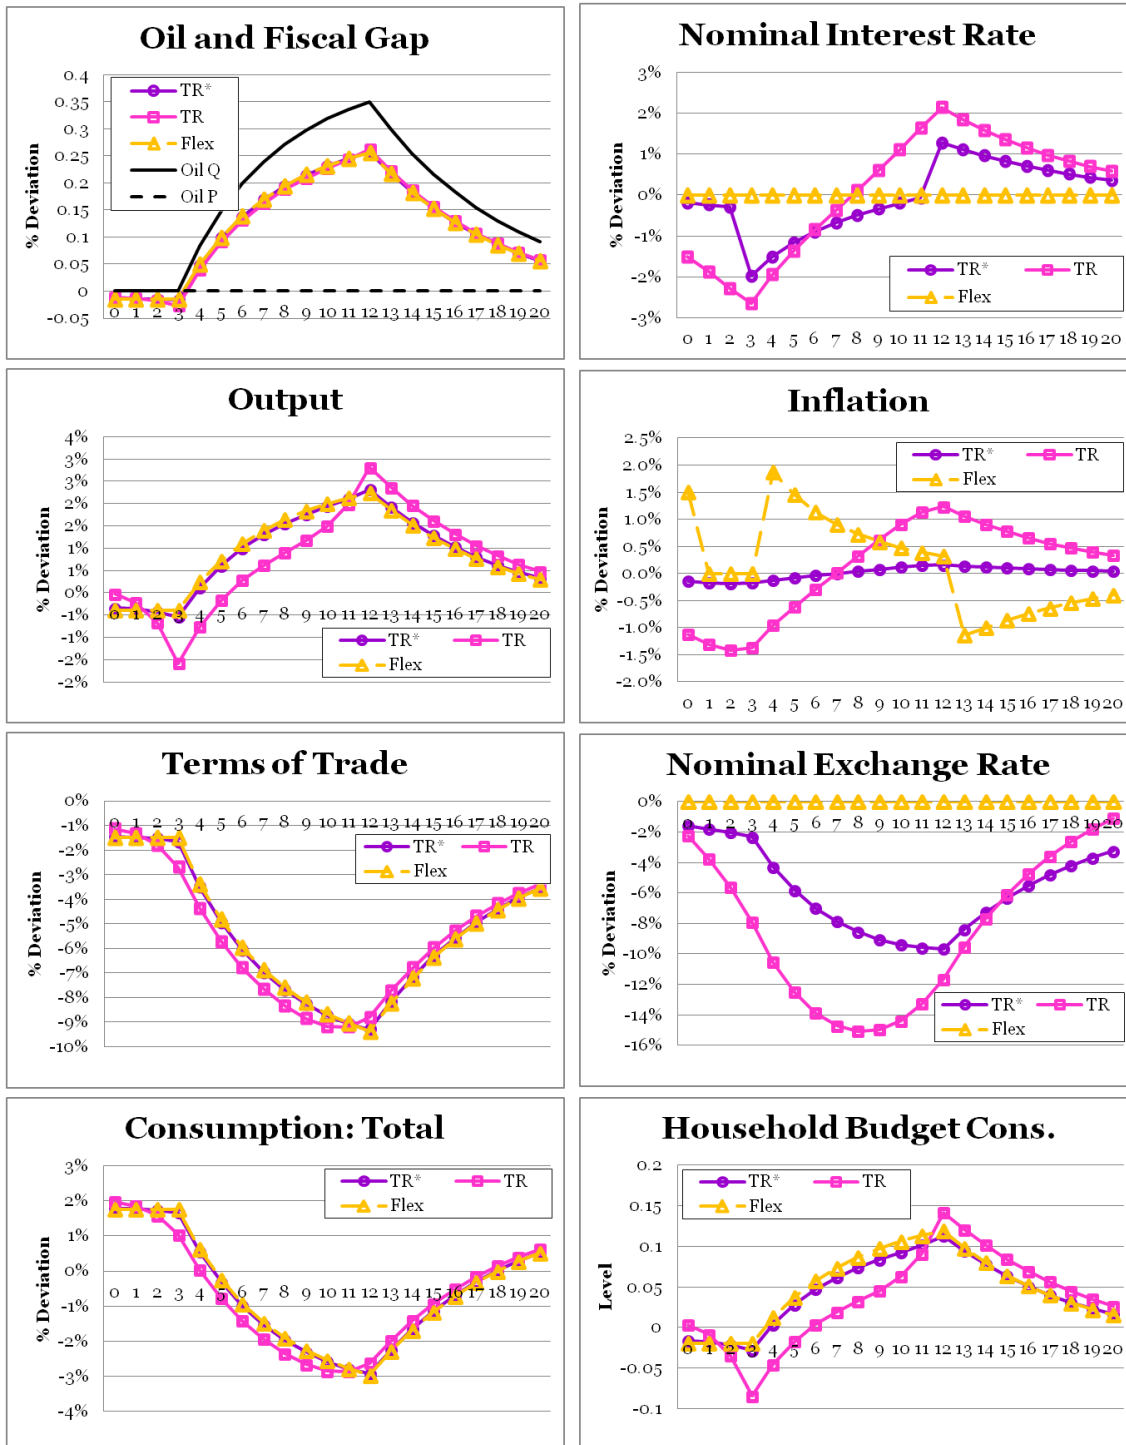 Oil and Fiscal Gap
% Deviation
0.4
0.35
0.3
0.25
0.2
0.15
0.1
0.05
0
-0.05
TR*
TR
Flex
Oil Q
Oil P
0 1 2 3 4 5 6 7 8 9 10 11 12 13 14 15 16 17 18 19 20
Nominal Interest Rate
% Deviation
3%
2%
1%
0%
-1%
-2%
-3%
TR* TR
Flex
0 1 2 3 4 5 6 7 8 9 10 11 12 13 14 15 16 17 18 19 20
Output
% Deviation
4%
3%
3%
2%
2%
1%
1%
0%
-1%
-1%
-2%
-2%
0 1 2 3 4 5 6 7 8 9 10 11 12 13 14 15 16 17 18 19 20
TR* TR
Flex
Inflation
% Deviation
2.5%
2.0%
1.5%
1.0%
0.5%
0.0%
-0.5%
-1.0%
-1.5%
-2.0%
TR* TR
Flex
0 1 2 3 4 5 6 7 8 9 10 11 12 13 14 15 16 17 18 19 20
Terms of Trade
% Deviation
0%
-1%
-2%
-3%
-4%
-5%
-6%
-7%
-8%
-9%
-10%
0 1 2 3 4 5 6 7 8 9 10 11 12 13 14 15 16 17 18 19 20
TR* TR
Flex
Nominal Exchange Rate
% Deviation
0%
-2%
-4%
-6%
-8%
-10%
-12%
-14%
-16%
0 1 2 3 4 5 6 7 8 9 10 11 12 13 14 15 16 17 18 19 20
TR* TR
Flex
Consumption: Total
% Deviation
3%
2%
1%
0%
-1%
-2%
-3%
-4%
TR* TR
Flex
0 1 2 3 4 5 6 7 8 9 10 11 12 13 14 15 16 17 18 19 20
Household Budget Cons.
Level
0.2
0.15
0.1
0.05
0
-0.05
-0.1
TR* TR
Flex
0 1 2 3 4 5 6 7 8 9 10 11 12 13 14 15 16 17 18 19 20